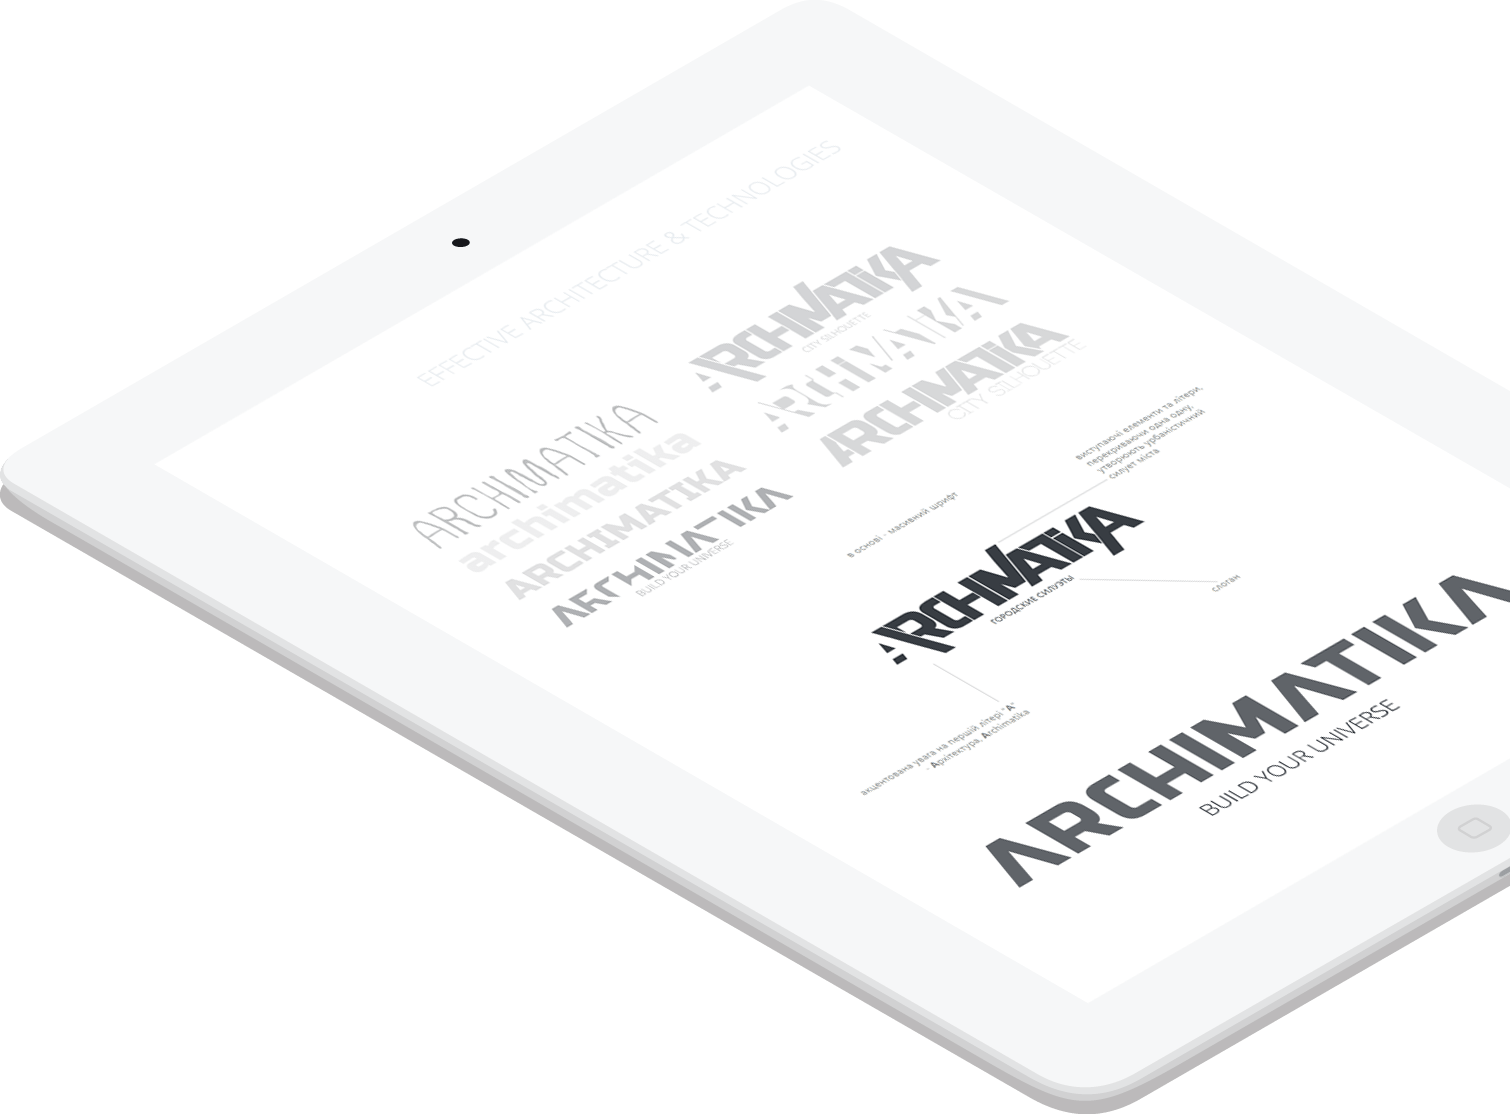 EFFECTIVE ARCHITECTURE & TECHNOLOGIES
ARCHIMATIKA
archimatika
ARCHIMATIKA
ARCHIMATIKA
BUILD YOUR UNIVERSE
ARCHIMATIKA
CITY SILHOUETTE
ARCHIMATIKA
ARCHIMATIKA
CITY SILHOUETTE
в основі - масивний шрифт
виступаючі елементи та літери,
перекриваючи одна одну,
утворюють урбаністичний
силует міста
ARCHIMATIKA
ГОРОДСКИЕ СИЛУЭТЫ
слоган
акцентована увага на першій літері "А"
- Архітектура, Archimatika
ARCHIMATIKA
BUILD YOUR UNIVERSE